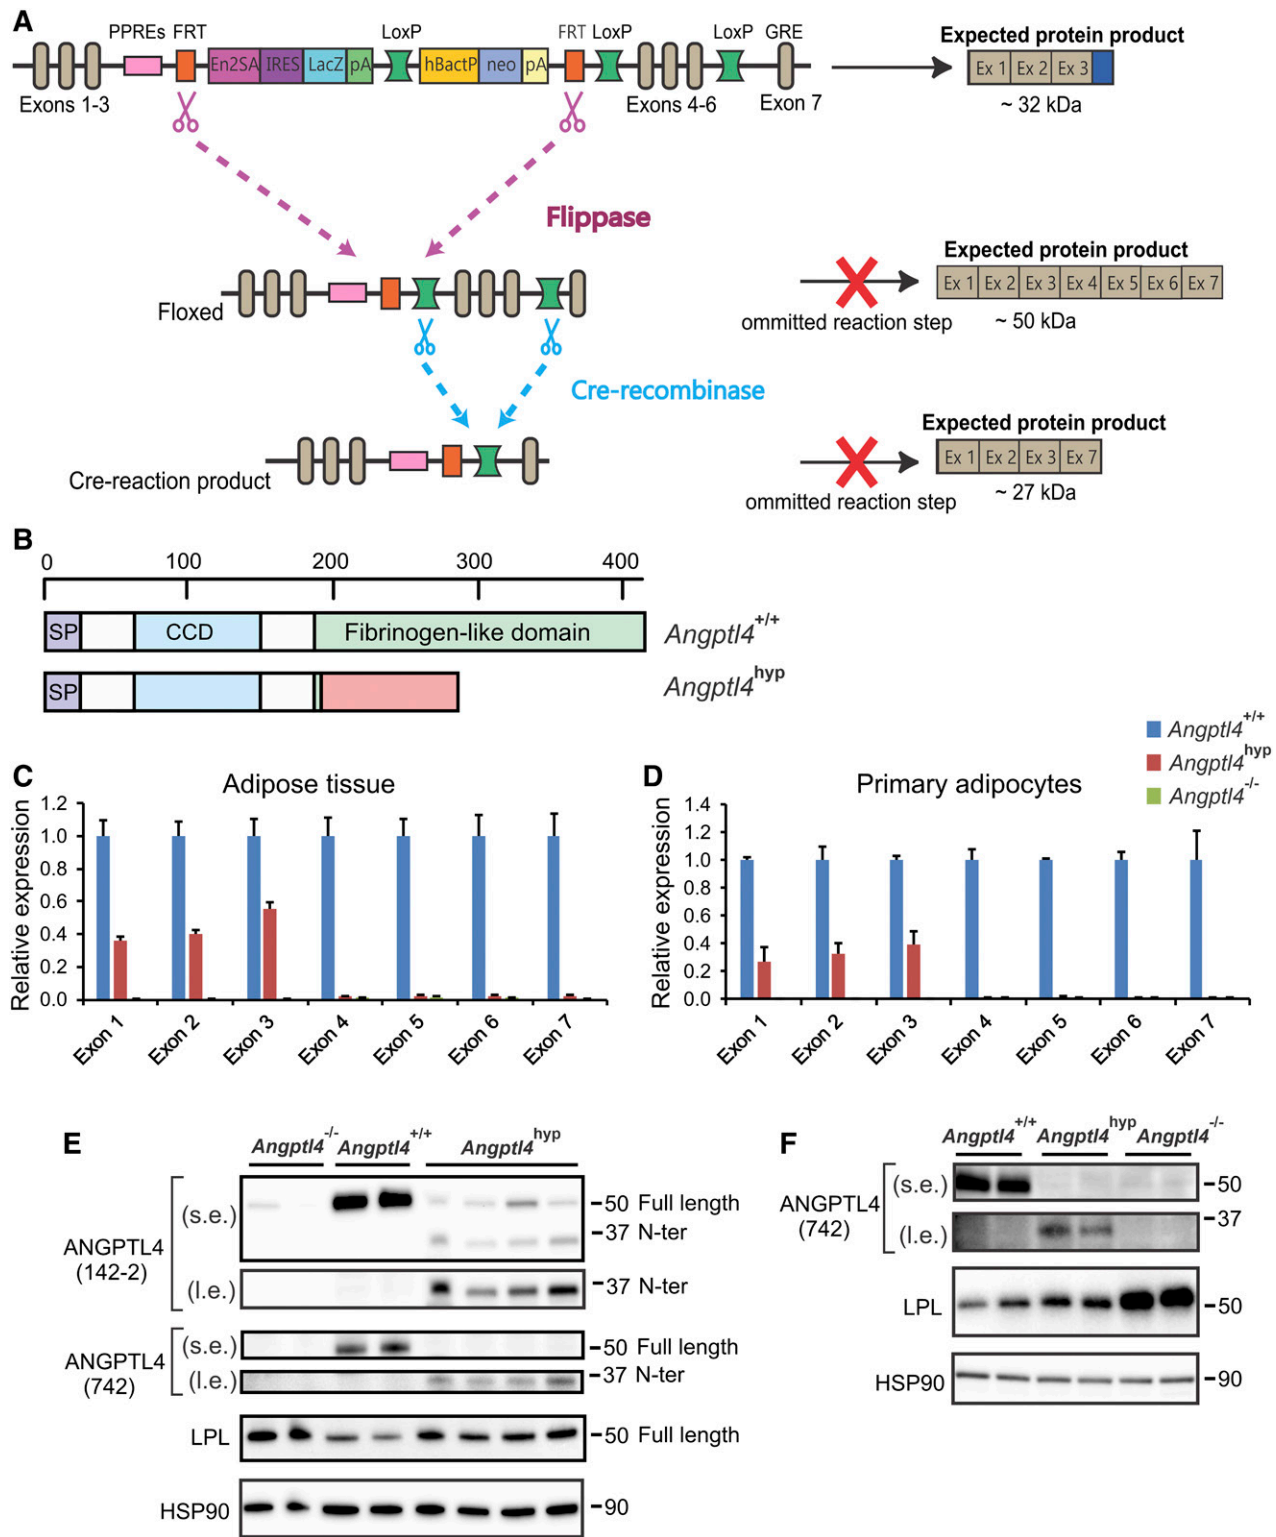 A
PPREs FRT LoxP FRT LoxP LoxP GRE
En2SA IRES LacZ pA hBactP neo pA
Exons 1-3 Exons 4-6 Exon 7
Expected protein product
Ex 1 Ex 2 Ex 3
~ 32 kDa
Flippase
Floxed
ommitted reaction step
Expected protein product
Ex 1 Ex 2 Ex 3 Ex 4 Ex 5 Ex 6 Ex 7
~ 50 kDa
Cre-recombinase
Cre-reaction product
ommitted reaction step
Expected protein product
Ex 1 Ex 2 Ex 3 Ex 7
~ 27 kDa
B
0 100 200 300 400
SP CCD Fibrinogen-like domain Angptl4+/+
SP Angptl4hyp
Angptl4+/+
Angptl4hyp
Angptl4-/-
C
Adipose tissue
Relative expression
1.2
1.0
0.8
0.6
0.4
0.2
0.0
Exon 1 Exon 2 Exon 3 Exon 4 Exon 5 Exon 6 Exon 7
D
Primary adipocytes
Relative expression
1.4
1.2
1.0
0.8
0.6
0.4
0.2
0.0
Exon 1 Exon 2 Exon 3 Exon 4 Exon 5 Exon 6 Exon 7
E
Angptl4-/- Angptl4+/+ Angptl4hyp
ANGPTL4
(142-2)
(s.e.)
-50 Full length
-37 N-ter
(l.e.)
-37 N-ter
ANGPTL4
(742)
(s.e.)
-50 Full length
(l.e.)
-37 N-ter
LPL -50 Full length
HSP90 -90
F
Angptl4+/+ Angptl4hyp Angptl4-/-
ANGPTL4
(742)
(s.e.)
-50
(l.e.)
-37
LPL -50
HSP90 -90